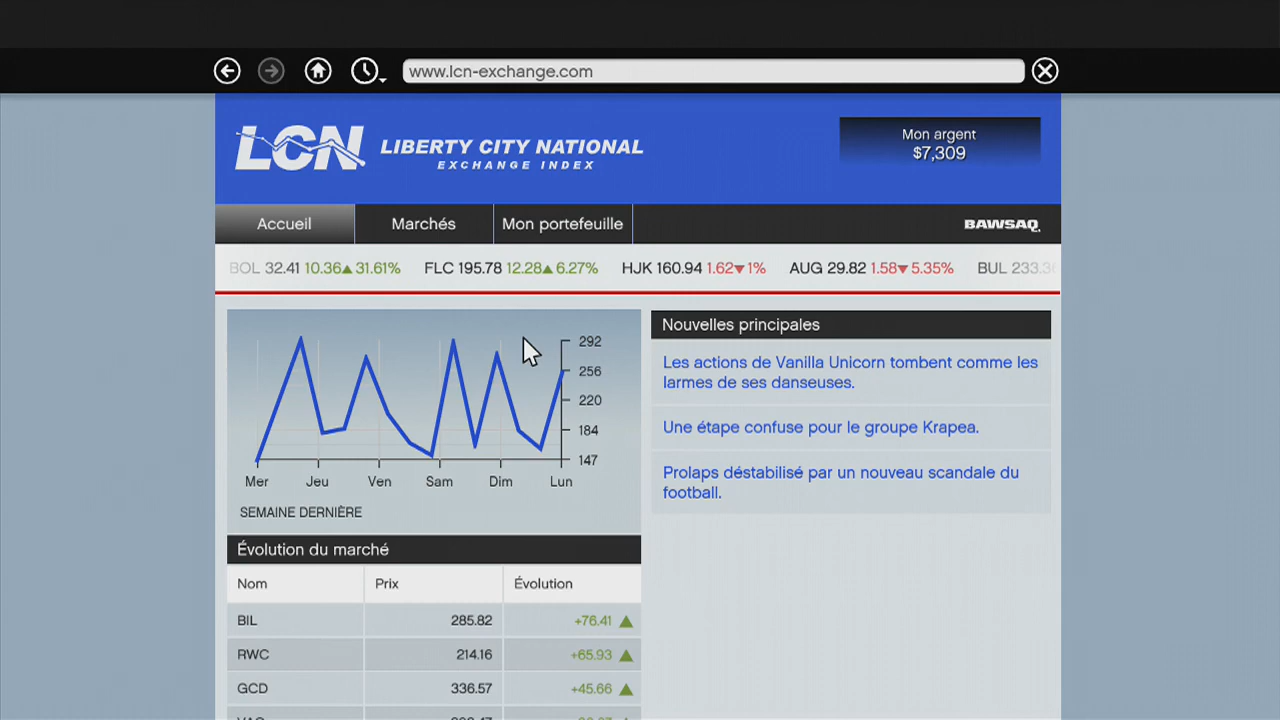 www.lcn-exchange.com
LCN LIBERTY CITY NATIONAL
EXCHANGE INDEX
Mon argent
$7,309
Accueil Marchés Mon portefeuille BAWSAQ
BOL 32.41 10.36▲31.61% FLC 195.78 12.28▲6.27% HJK 160.94 1.62▼1% AUG 29.82 1.58▼5.35% BUL 233.36
292
256
220
184
147
Mer Jeu Ven Sam Dim Lun
SEMAINE DERNIÈRE
Nouvelles principales
Les actions de Vanilla Unicorn tombent comme les
larmes de ses danseuses.
Une étape confuse pour le groupe Krapea.
Prolaps déstabilisé par un nouveau scandale du
football.
Évolution du marché
Nom Prix Évolution
BIL 285.82 +76.41 ▲
RWC 214.16 +65.93 ▲
GCD 336.57 +45.66 ▲